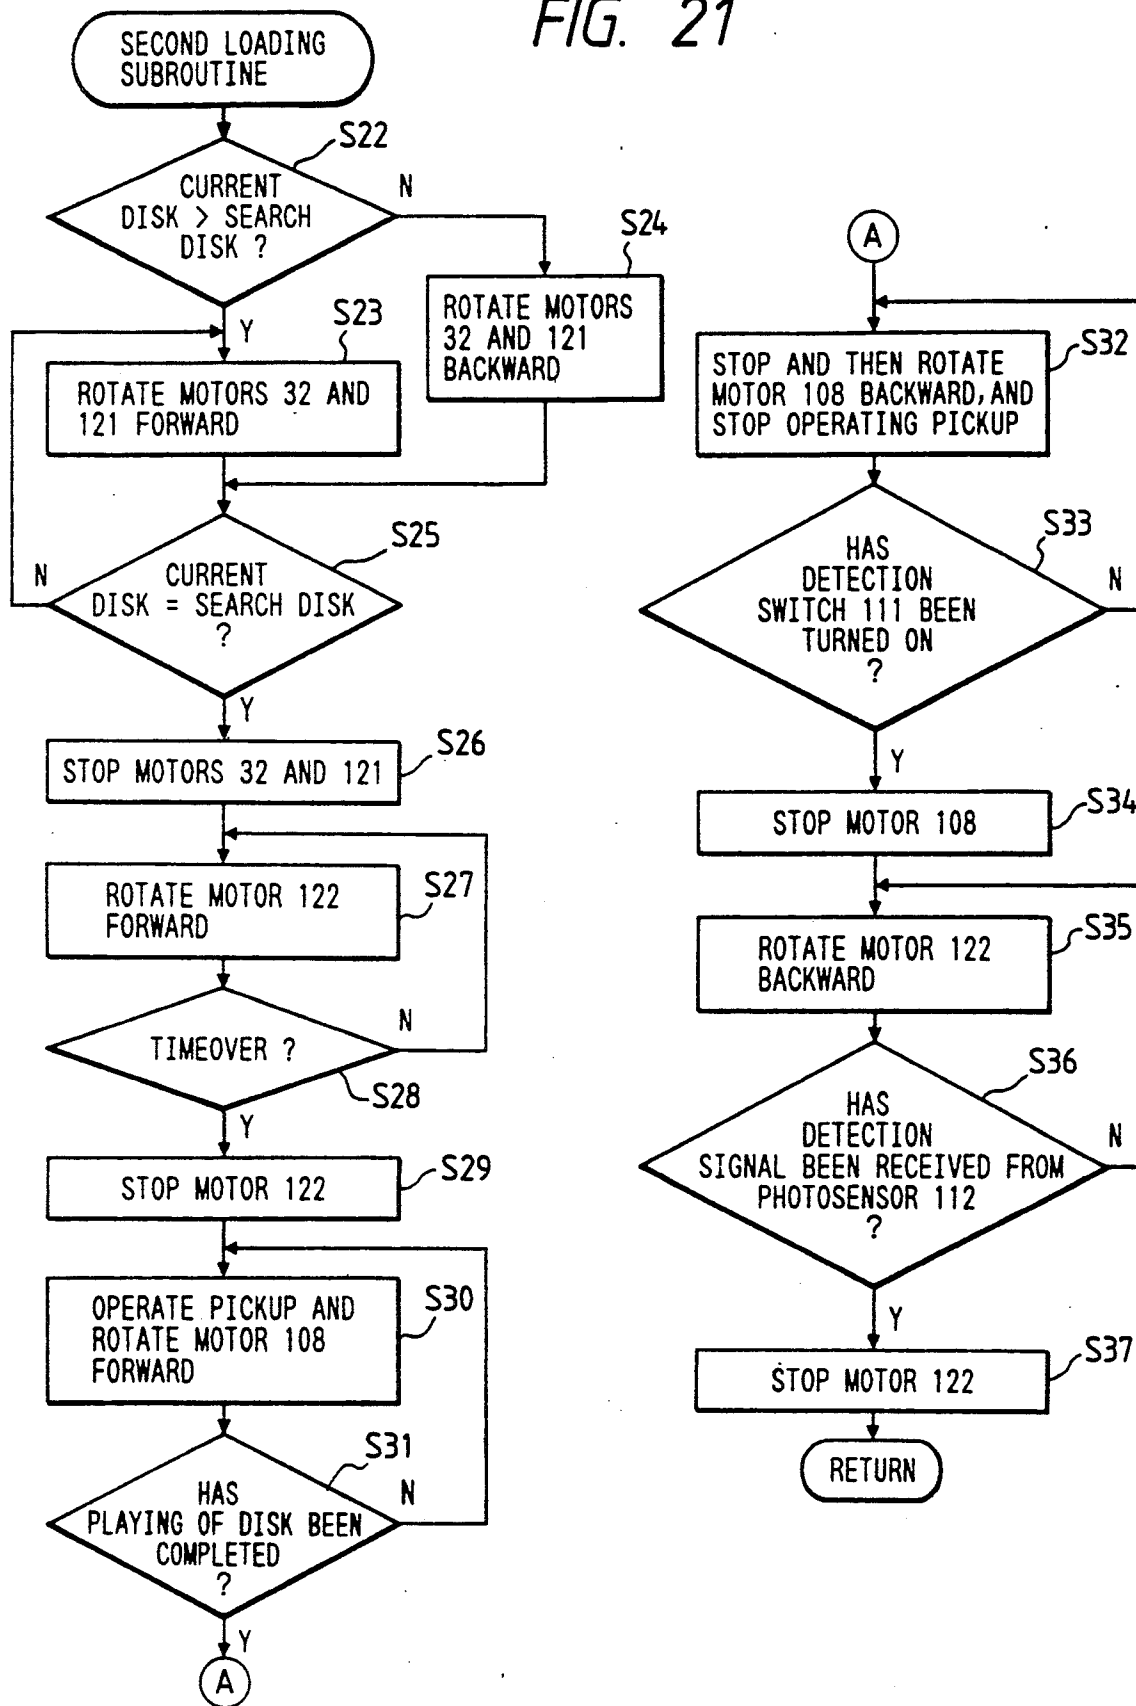 FIG. 21
SECOND LOADING
SUBROUTINE
S22
CURRENT
DISK > SEARCH
DISK ?
N
Y
S23
ROTATE MOTORS 32 AND
121 FORWARD
S24
ROTATE MOTORS
32 AND 121
BACKWARD
S25
CURRENT
DISK = SEARCH DISK
?
N
Y
S26
STOP MOTORS 32 AND 121
S27
ROTATE MOTOR 122
FORWARD
TIMEOVER ?
N
S28
Y
S29
STOP MOTOR 122
S30
OPERATE PICKUP AND
ROTATE MOTOR 108
FORWARD
S31
HAS
PLAYING OF DISK BEEN
COMPLETED
?
N
Y
A
A
S32
STOP AND THEN ROTATE
MOTOR 108 BACKWARD, AND
STOP OPERATING PICKUP
S33
HAS
DETECTION
SWITCH 111 BEEN
TURNED ON
?
N
Y
S34
STOP MOTOR 108
S35
ROTATE MOTOR 122
BACKWARD
S36
HAS
DETECTION
SIGNAL BEEN RECEIVED FROM
PHOTOSENSOR 112
?
N
Y
S37
STOP MOTOR 122
RETURN